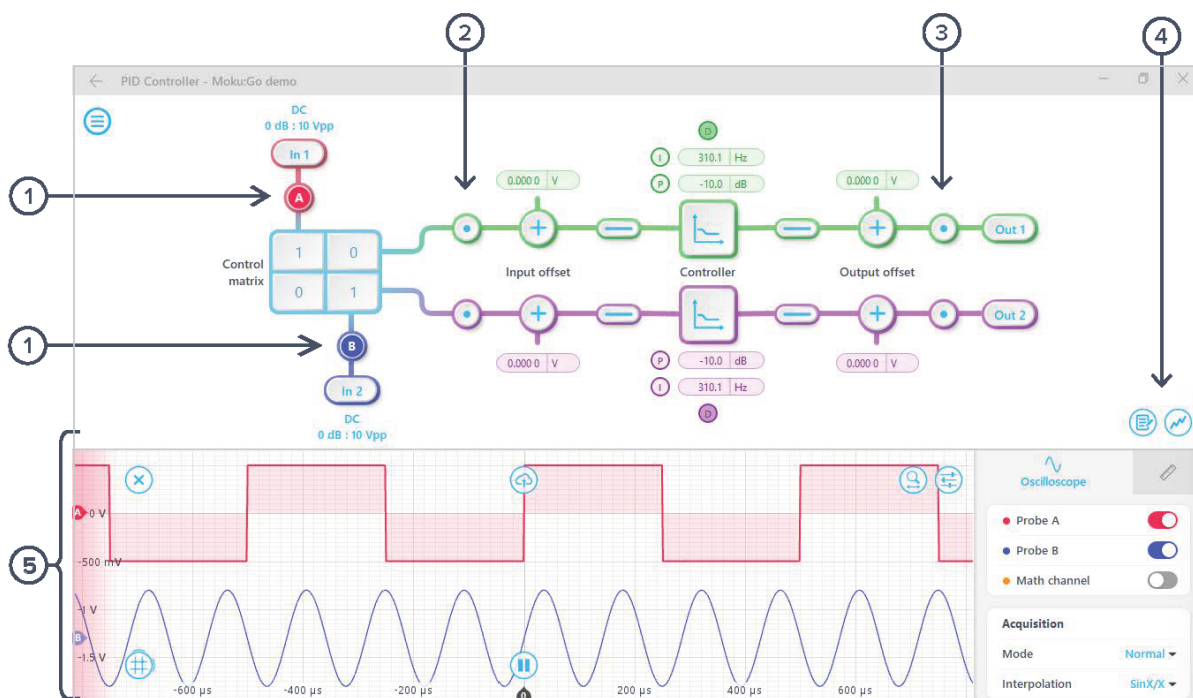 2
3
4
PID Controller - Moku:Go demo
DC
0 dB : 10 Vpp
In 1
D
I 310.1 Hz
P -10.0 dB
0.000 0 V
0.000 0 V
1
A
1 0
0 1
Control
matrix
Input offset
Controller
Output offset
Out 1
Out 2
1
B
0.000 0 V
P -10.0 dB
0.000 0 V
I 310.1 Hz
D
In 2
DC
0 dB : 10 Vpp
Oscilloscope
A 0 V
Probe A
-500 mV
Probe B
5
Math channel
-1 V
Acquisition
B
Mode Normal
-1.5 V
Interpolation SinX/X
-600 µs -400 µs -200 µs 0 200 µs 400 µs 600 µs